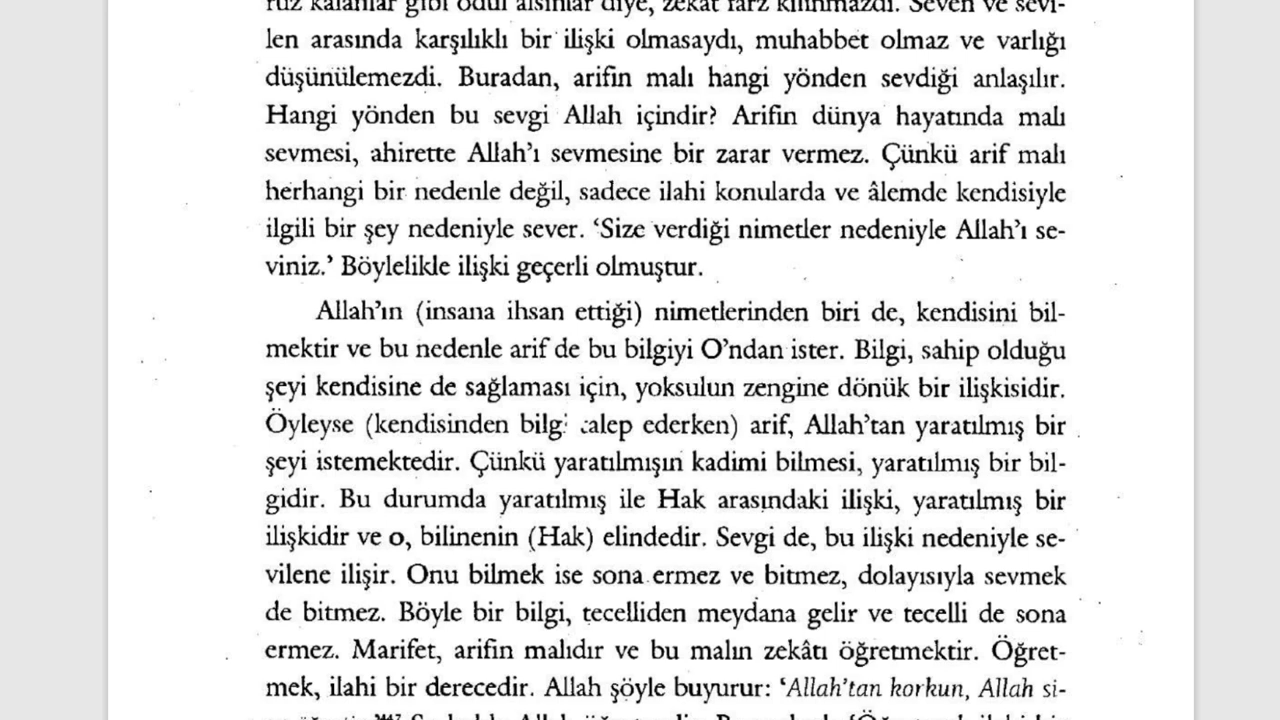 ruz kalanlar gibi ödül alsınlar diye, zekât farz kılınmazdı. Seven ve sevi-
len arasında karşılıklı bir ilişki olmasaydı, muhabbet olmaz ve varlığı
düşünülemezdi. Buradan, arifin malı hangi yönden sevdiği anlaşılır.
Hangi yönden bu sevgi Allah içindir? Arifin dünya hayatında malı
sevmesi, ahirette Allah’ı sevmesine bir zarar vermez. Çünkü arif malı
herhangi bir nedenle değil, sadece ilahi konularda ve âlemde kendisiyle
ilgili bir şey nedeniyle sever. ‘Size verdiği nimetler nedeniyle Allah’ı se-
viniz.’ Böylelikle ilişki geçerli olmuştur.
Allah’ın (insana ihsan ettiği) nimetlerinden biri de, kendisini bil-
mektir ve bu nedenle arif de bu bilgiyi O’ndan ister. Bilgi, sahip olduğu
şeyi kendisine de sağlaması için, yoksulun zengine dönük bir ilişkisidir.
Öyleyse (kendisinden bilgi talep ederken) arif, Allah’tan yaratılmış bir
şeyi istemektedir. Çünkü yaratılmışın kadimi bilmesi, yaratılmış bir bil-
gidir. Bu durumda yaratılmış ile Hak arasındaki ilişki, yaratılmış bir
ilişkidir ve o, bilinenin (Hak) elindedir. Sevgi de, bu ilişki nedeniyle se-
vilene ilişir. Onu bilmek ise sona ermez ve bitmez, dolayısıyla sevmek
de bitmez. Böyle bir bilgi, tecelliden meydana gelir ve tecelli de sona
ermez. Marifet, arifin malıdır ve bu malın zekâtı öğretmektir. Öğret-
mek, ilahi bir derecedir. Allah şöyle buyurur: ‘Allah’tan korkun, Allah si-